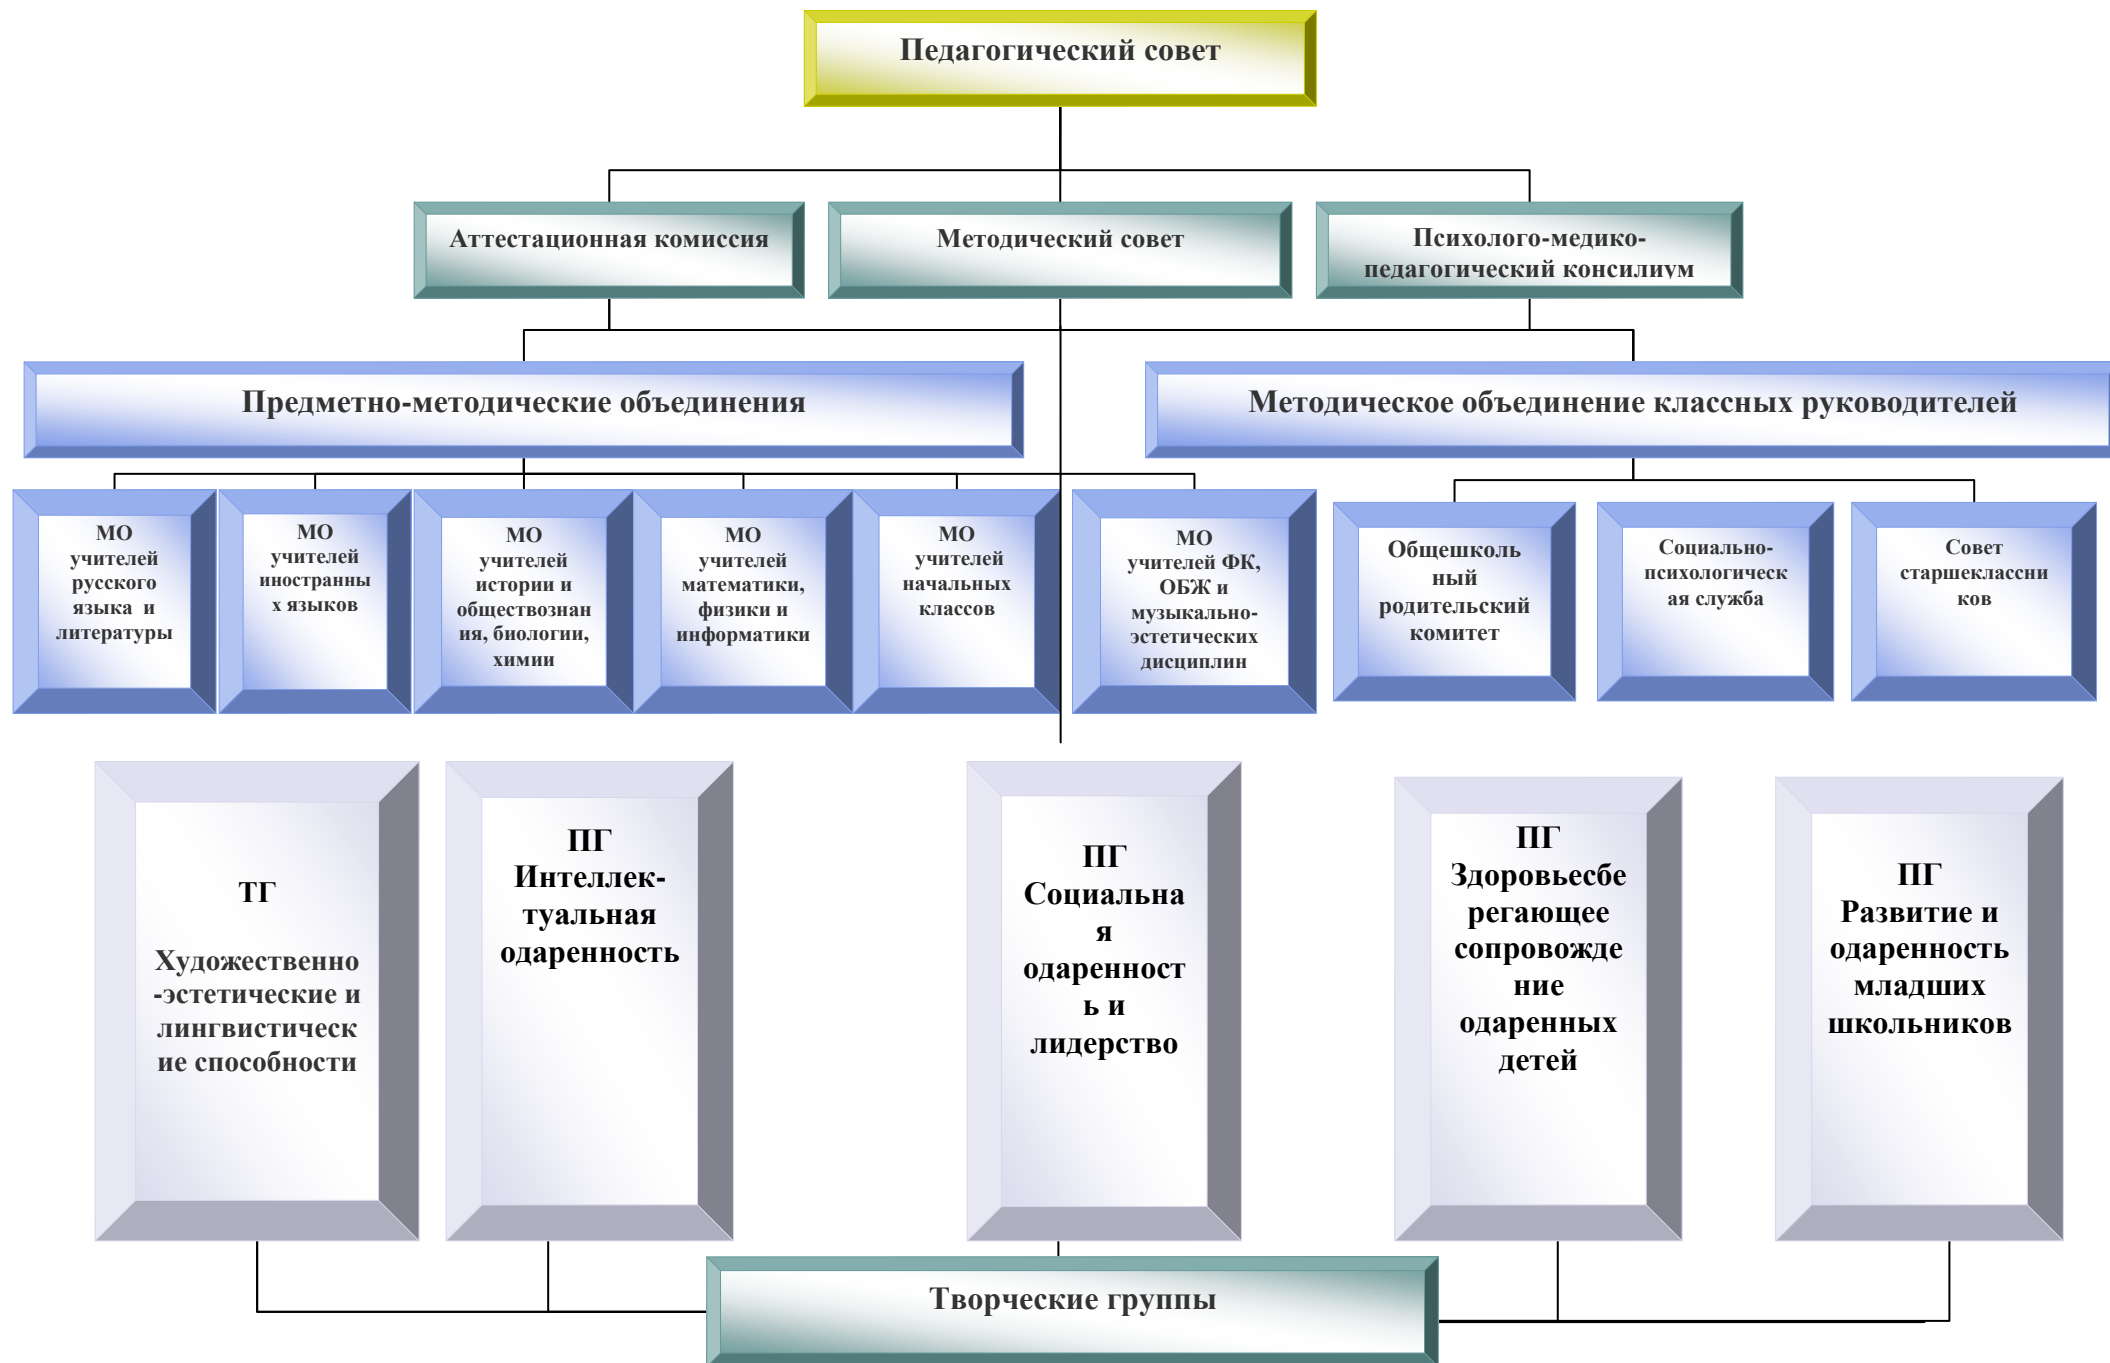 Педагогический совет
Аттестационная комиссия
Методический совет
Психолого-медико-
педагогический консилиум
Предметно-методические объединения
Методическое объединение классных руководителей
МО
учителей
русского
языка и
литературы
МО
учителей
иностранны
х языков
МО
учителей
истории и
обществознан
ия, биологии,
химии
МО
учителей
математики,
физики и
информатики
МО
учителей
начальных
классов
МО
учителей ФК,
ОБЖ и
музыкально-
эстетических
дисциплин
Общешколь
ный
родительский
комитет
Социально-
психологическ
ая служба
Совет
старшеклассни
ков
ТГ
Художественно
-эстетические и
лингвистическ
ие способности
ПГ
Интеллек-
туальная
одаренность
ПГ
Социальна
я
одаренност
ь и
лидерство
ПГ
Здоровьесбе
регающее
сопровожде
ние
одаренных
детей
ПГ
Развитие и
одаренность
младших
школьников
Творческие группы